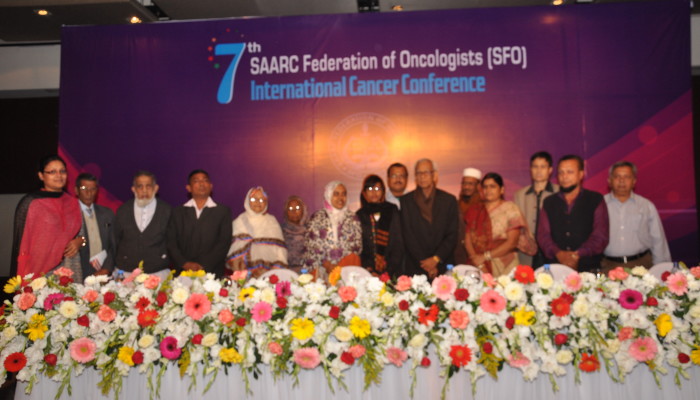 7th
SAARC Federation of Oncologists (SFO)
International Cancer Conference